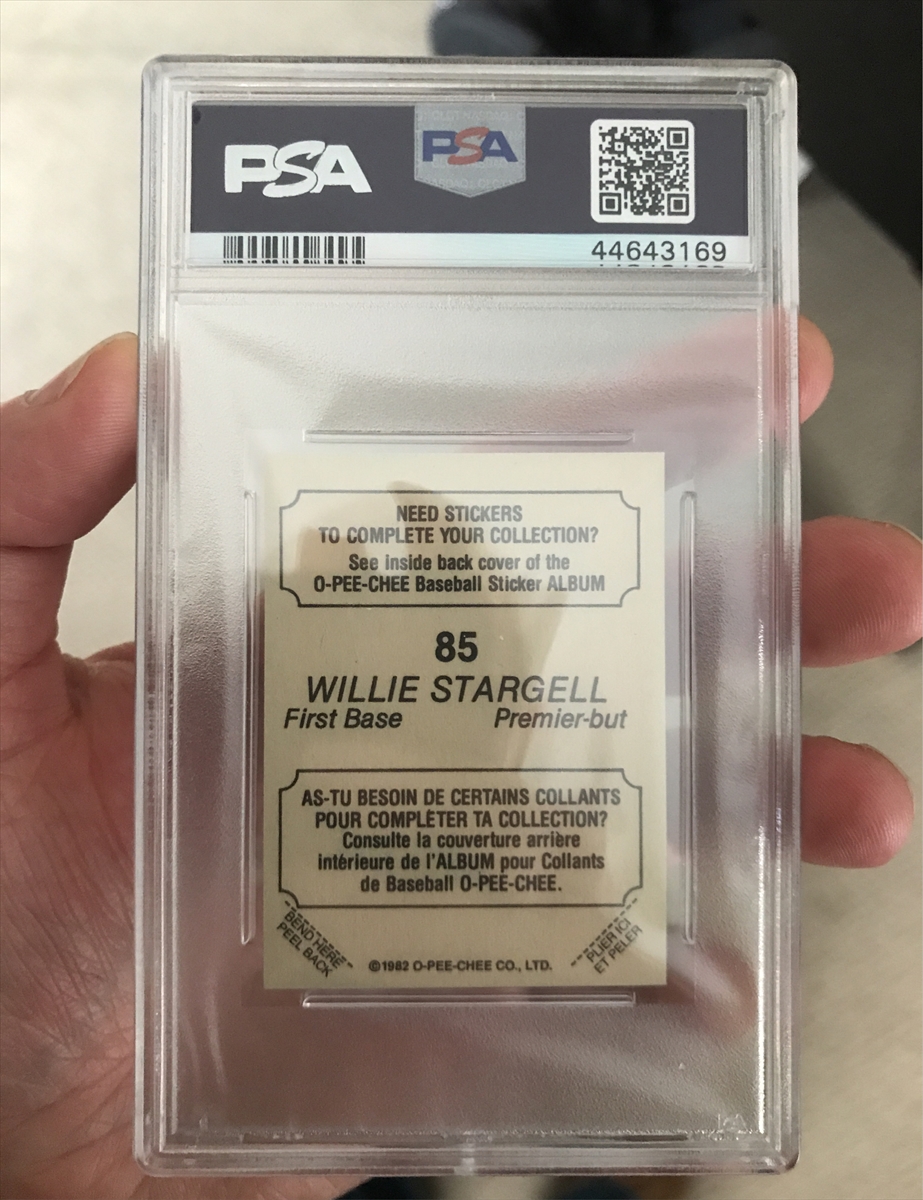 PSA
PSA
44643169
NEED STICKERS
TO COMPLETE YOUR COLLECTION?
See inside back cover of the
O-PEE-CHEE Baseball Sticker ALBUM
85
WILLIE STARGELL
First Base Premier-but
AS-TU BESOIN DE CERTAINS COLLANTS
POUR COMPLÈTER TA COLLECTION?
Consulte la couverture arrière
intérieure de l'ALBUM pour Collants
de Baseball O-PEE-CHEE.
BEND HERE
PEEL BACK
©1982 O-PEE-CHEE CO., LTD.
PLIER ICI
ET PELER